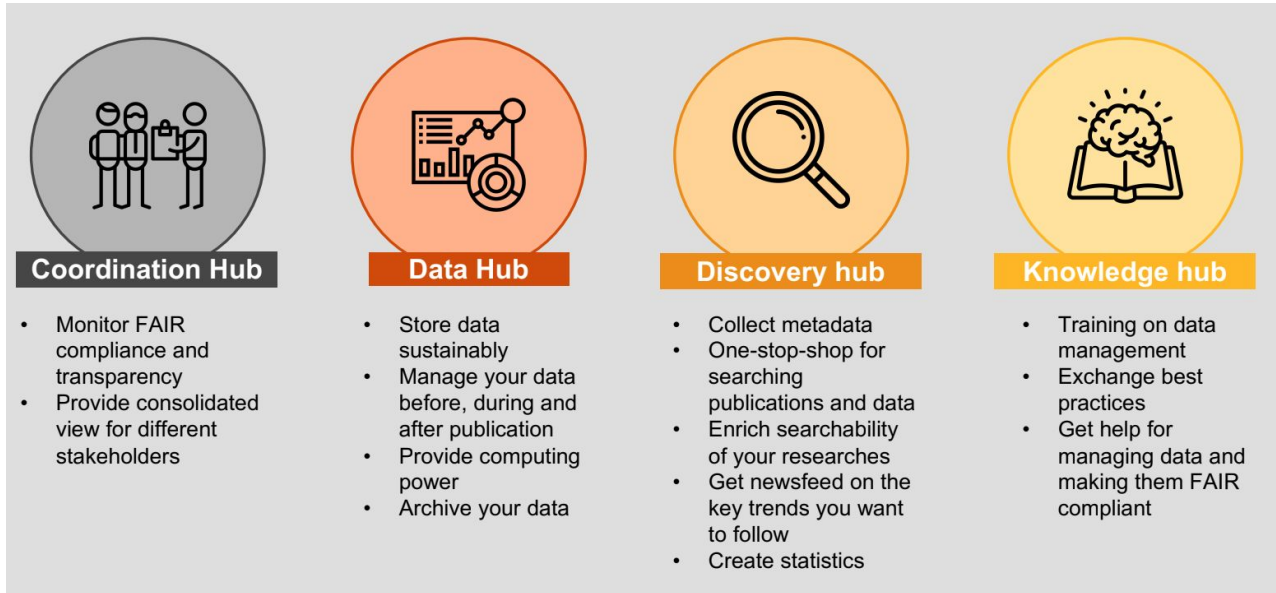 Coordination Hub
• Monitor FAIR
compliance and
transparency
• Provide consolidated
view for different
stakeholders
Data Hub
• Store data
sustainably
• Manage your data
before, during and
after publication
• Provide computing
power
• Archive your data
Discovery hub
• Collect metadata
• One-stop-shop for
searching
publications and data
• Enrich searchability
of your researches
• Get newsfeed on the
key trends you want
to follow
• Create statistics
Knowledge hub
• Training on data
management
• Exchange best
practices
• Get help for
managing data and
making them FAIR
compliant